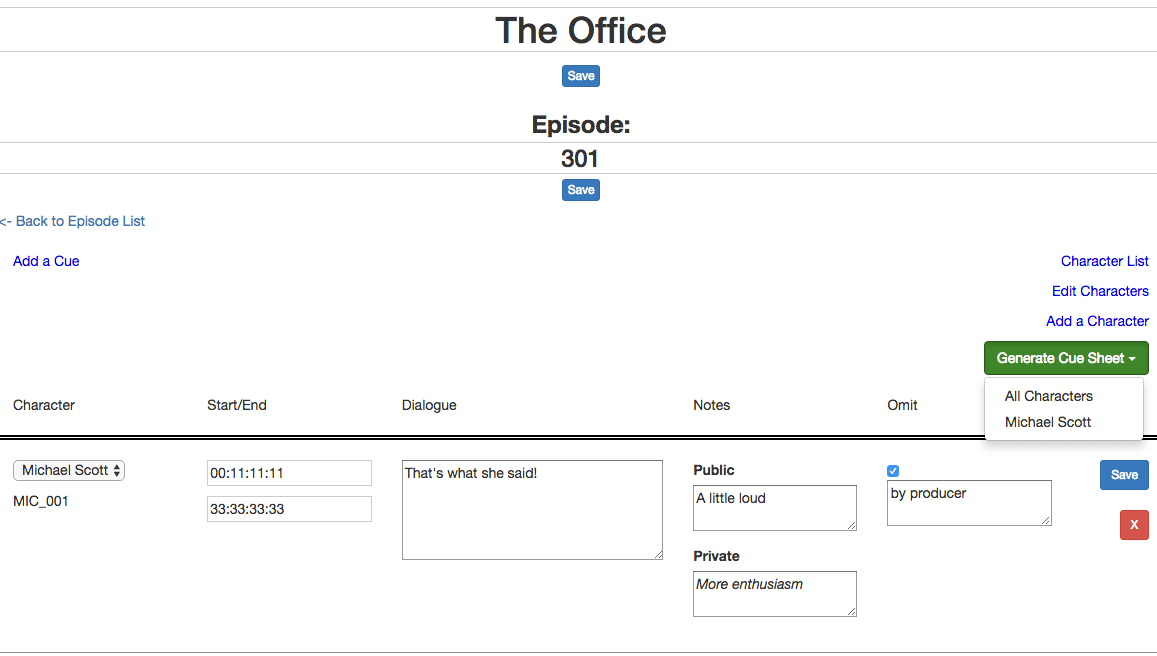 The Office
Save
Episode:
301
Save
<- Back to Episode List
Add a Cue
Character List
Edit Characters
Add a Character
Generate Cue Sheet
All Characters
Michael Scott
Character
Start/End
Dialogue
Notes
Omit
Michael Scott
MIC_001
00:11:11:11
33:33:33:33
That's what she said!
Public
A little loud
Private
More enthusiasm
by producer
Save
X